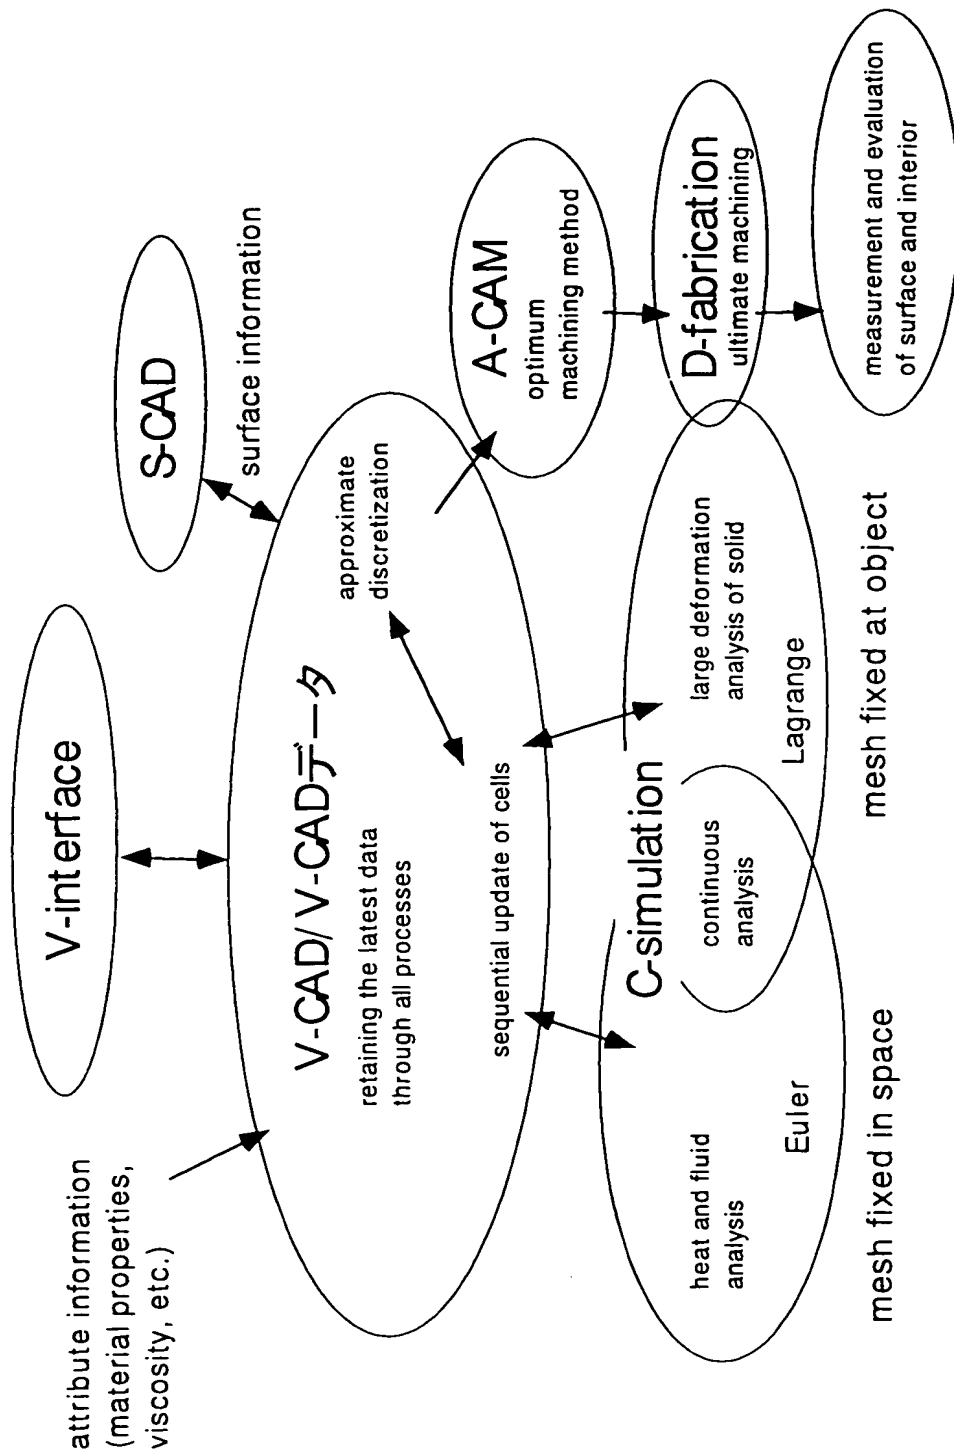 attribute information
(material properties,
viscosity, etc.)
V-interface
S-CAD
surface information
V-CAD/V-CADデータ
retaining the latest data
through all processes
approximate
discretization
sequential update of cells
A-CAM
optimum
machining method
C-simulation
heat and fluid
analysis
Euler
continuous
analysis
large deformation
analysis of solid
Lagrange
D-fabrication
ultimate machining
mesh fixed in space
mesh fixed at object
measurement and evaluation
of surface and interior